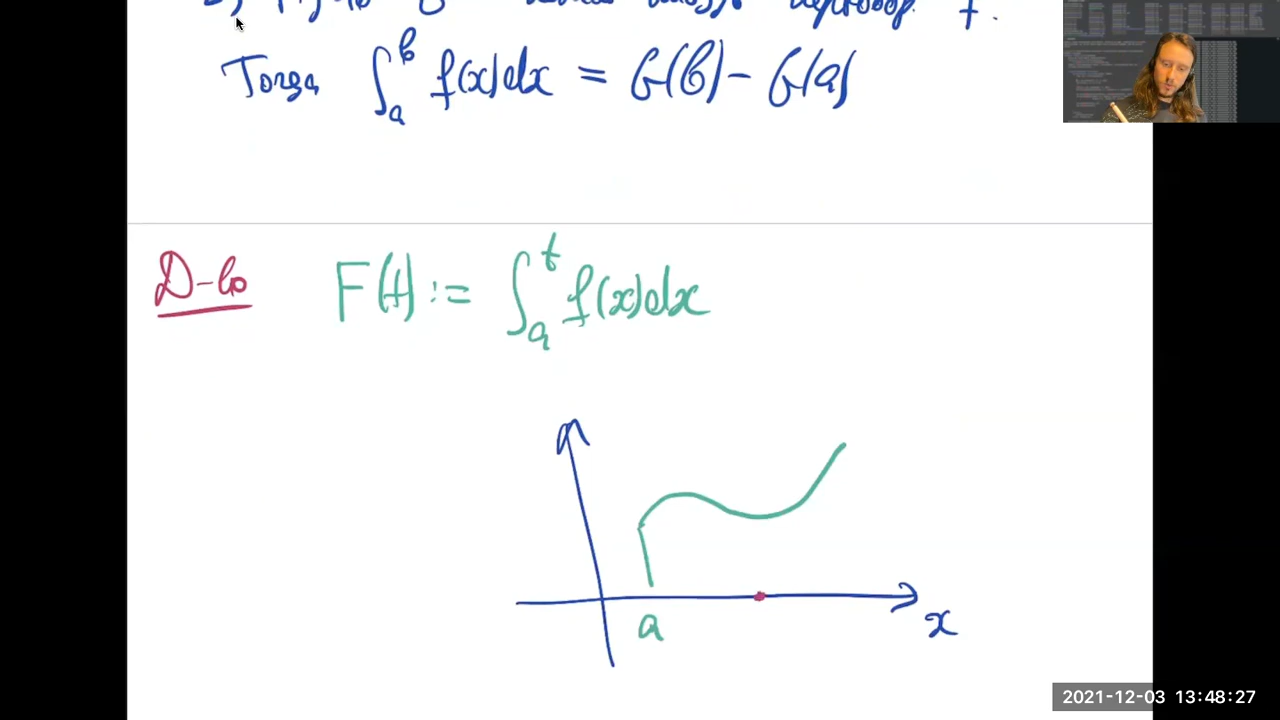 Тогда ∫_a^b f(x)dx = G(b) - G(a)
Д-во F(t) := ∫_a^t f(x)dx
a
x
2021-12-03 13:48:27